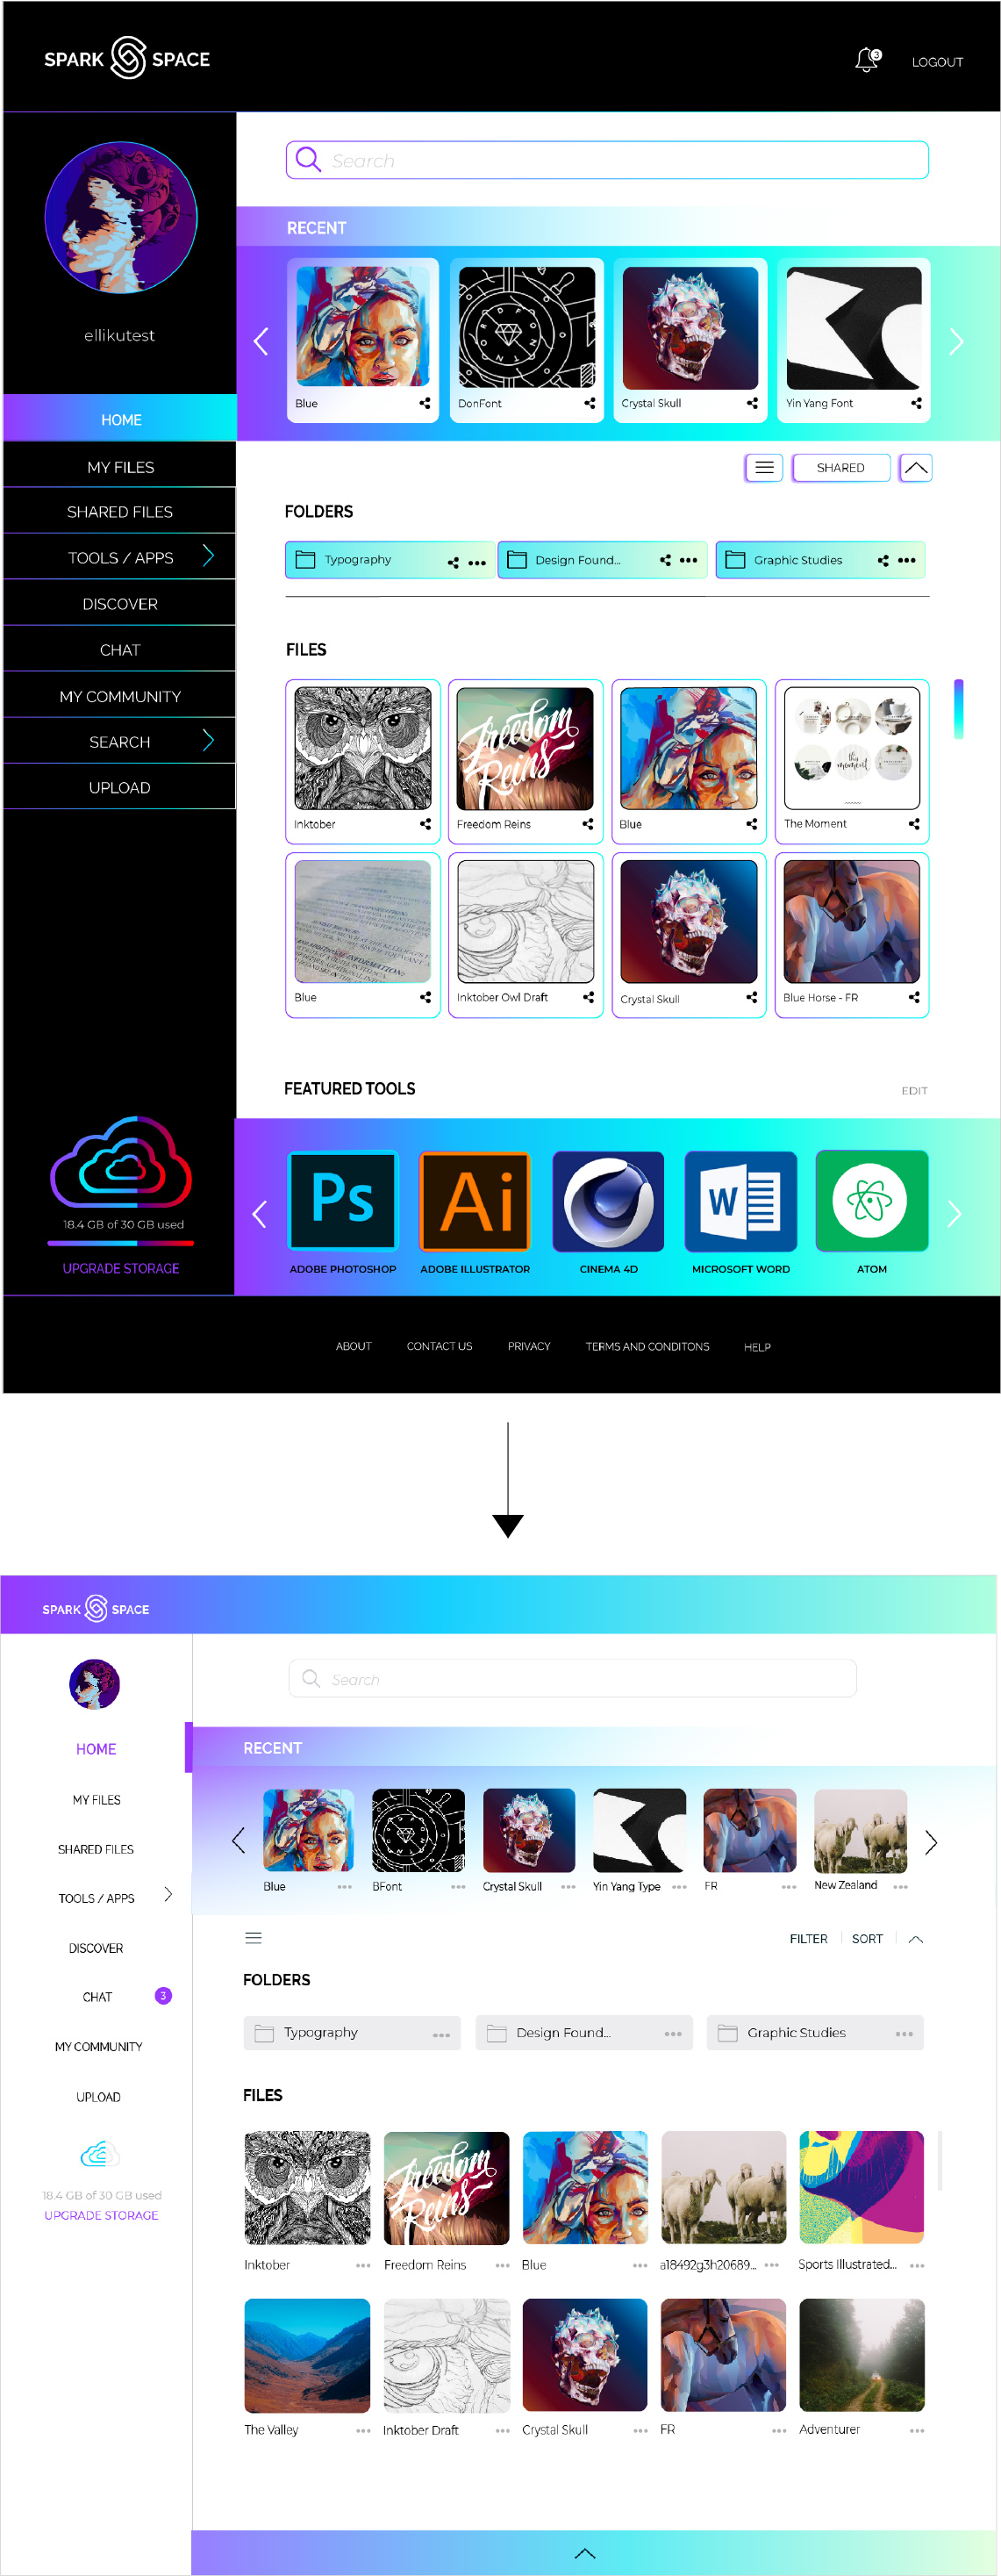 SPARK SPACE
3
LOGOUT
Search
ellikutest
RECENT
Blue
DonFont
Crystal Skull
Yin Yang Font
HOME
MY FILES
SHARED FILES
TOOLS / APPS
DISCOVER
CHAT
MY COMMUNITY
SEARCH
UPLOAD
SHARED
FOLDERS
Typography
Design Found...
Graphic Studies
FILES
Freedom
Reins
this
moment
Inktober
Freedom Reins
Blue
The Moment
Blue
Inktober Owl Draft
Crystal Skull
Blue Horse - FR
18.4 GB of 30 GB used
UPGRADE STORAGE
FEATURED TOOLS
EDIT
Ps
Ai
W
ADOBE PHOTOSHOP
ADOBE ILLUSTRATOR
CINEMA 4D
MICROSOFT WORD
ATOM
ABOUT
CONTACT US
PRIVACY
TERMS AND CONDITONS
HELP
SPARK SPACE
Search
HOME
MY FILES
SHARED FILES
TOOLS / APPS
DISCOVER
CHAT
3
MY COMMUNITY
UPLOAD
18.4 GB of 30 GB used
UPGRADE STORAGE
RECENT
Blue
BFont
Crystal Skull
Yin Yang Type
FR
New Zealand
FILTER
SORT
FOLDERS
Typography
Design Found...
Graphic Studies
FILES
Freedom
Reins
Inktober
Freedom Reins
Blue
a18492g3h20689...
Sports Illustrated...
The Valley
Inktober Draft
Crystal Skull
FR
Adventurer